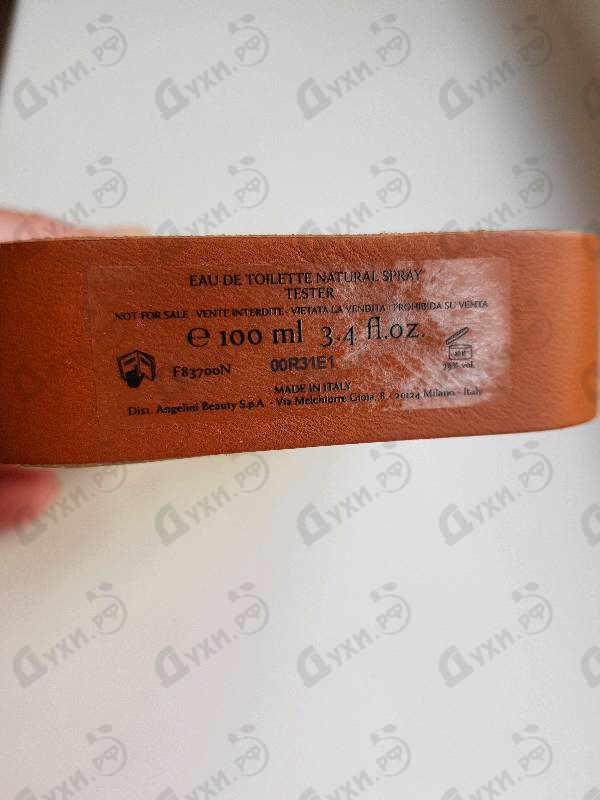 EAU DE TOILETTE NATURAL SPRAY
TESTER
NOT FOR SALE - VENTE INTERDITE - VIETATA LA VENDITA - PROHIBIDA SU VENTA
℮ 100 ml 3.4 fl.oz.
F83700N 00R31E1
79% vol.
MADE IN ITALY
Dist. Angelini Beauty S.p.A. - Via Melchiorre Gioia, 8 - 20124 Milano - Italy
Духи.рф